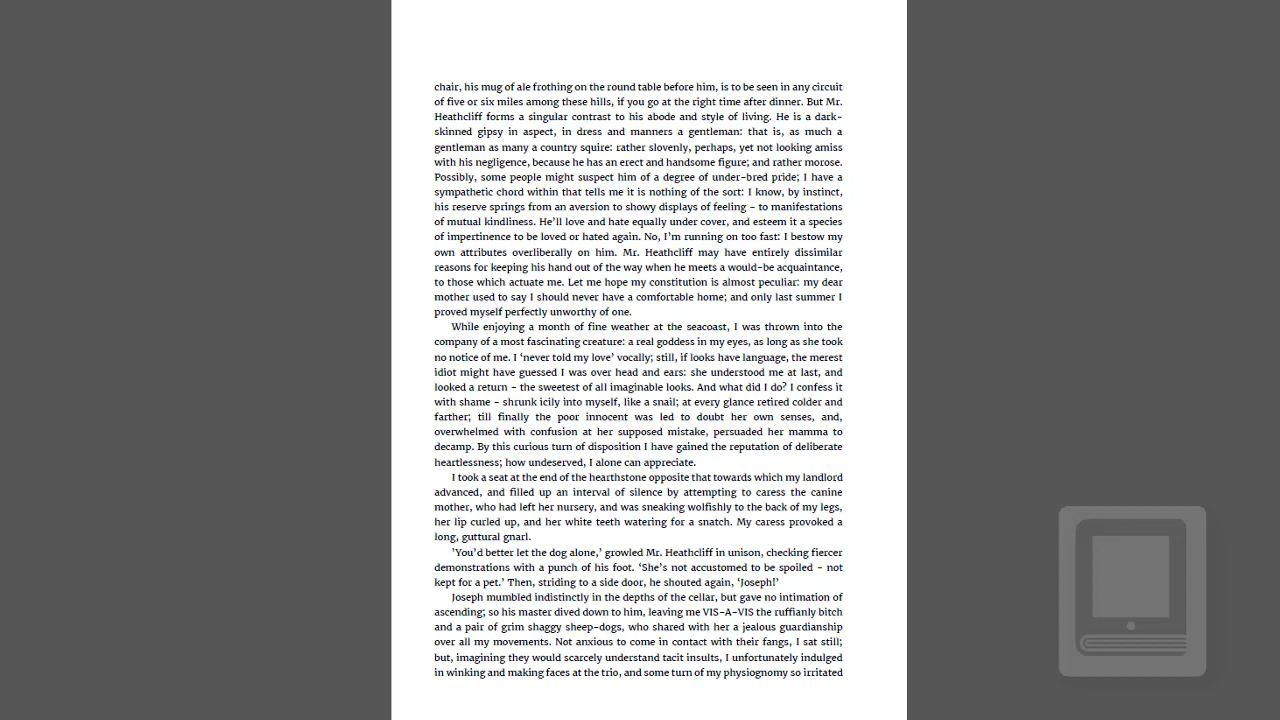 chair, his mug of ale frothing on the round table before him, is to be seen in any circuit
of five or six miles among these hills, if you go at the right time after dinner. But Mr.
Heathcliff forms a singular contrast to his abode and style of living. He is a dark-
skinned gipsy in aspect, in dress and manners a gentleman: that is, as much a
gentleman as many a country squire: rather slovenly, perhaps, yet not looking amiss
with his negligence, because he has an erect and handsome figure; and rather morose.
Possibly, some people might suspect him of a degree of under-bred pride; I have a
sympathetic chord within that tells me it is nothing of the sort: I know, by instinct,
his reserve springs from an aversion to showy displays of feeling – to manifestations
of mutual kindliness. He’ll love and hate equally under cover, and esteem it a species
of impertinence to be loved or hated again. No, I’m running on too fast: I bestow my
own attributes overliberally on him. Mr. Heathcliff may have entirely dissimilar
reasons for keeping his hand out of the way when he meets a would-be acquaintance,
to those which actuate me. Let me hope my constitution is almost peculiar: my dear
mother used to say I should never have a comfortable home; and only last summer I
proved myself perfectly unworthy of one.
While enjoying a month of fine weather at the seacoast, I was thrown into the
company of a most fascinating creature: a real goddess in my eyes, as long as she took
no notice of me. I ‘never told my love’ vocally; still, if looks have language, the merest
idiot might have guessed I was over head and ears: she understood me at last, and
looked a return – the sweetest of all imaginable looks. And what did I do? I confess it
with shame – shrunk icily into myself, like a snail; at every glance retired colder and
farther; till finally the poor innocent was led to doubt her own senses, and,
overwhelmed with confusion at her supposed mistake, persuaded her mamma to
decamp. By this curious turn of disposition I have gained the reputation of deliberate
heartlessness; how undeserved, I alone can appreciate.
I took a seat at the end of the hearthstone opposite that towards which my landlord
advanced, and filled up an interval of silence by attempting to caress the canine
mother, who had left her nursery, and was sneaking wolfishly to the back of my legs,
her lip curled up, and her white teeth watering for a snatch. My caress provoked a
long, guttural gnarl.
’You’d better let the dog alone,’ growled Mr. Heathcliff in unison, checking fiercer
demonstrations with a punch of his foot. ‘She’s not accustomed to be spoiled – not
kept for a pet.’ Then, striding to a side door, he shouted again, ‘Joseph!’
Joseph mumbled indistinctly in the depths of the cellar, but gave no intimation of
ascending; so his master dived down to him, leaving me VIS-A-VIS the ruffianly bitch
and a pair of grim shaggy sheep-dogs, who shared with her a jealous guardianship
over all my movements. Not anxious to come in contact with their fangs, I sat still;
but, imagining they would scarcely understand tacit insults, I unfortunately indulged
in winking and making faces at the trio, and some turn of my physiognomy so irritated